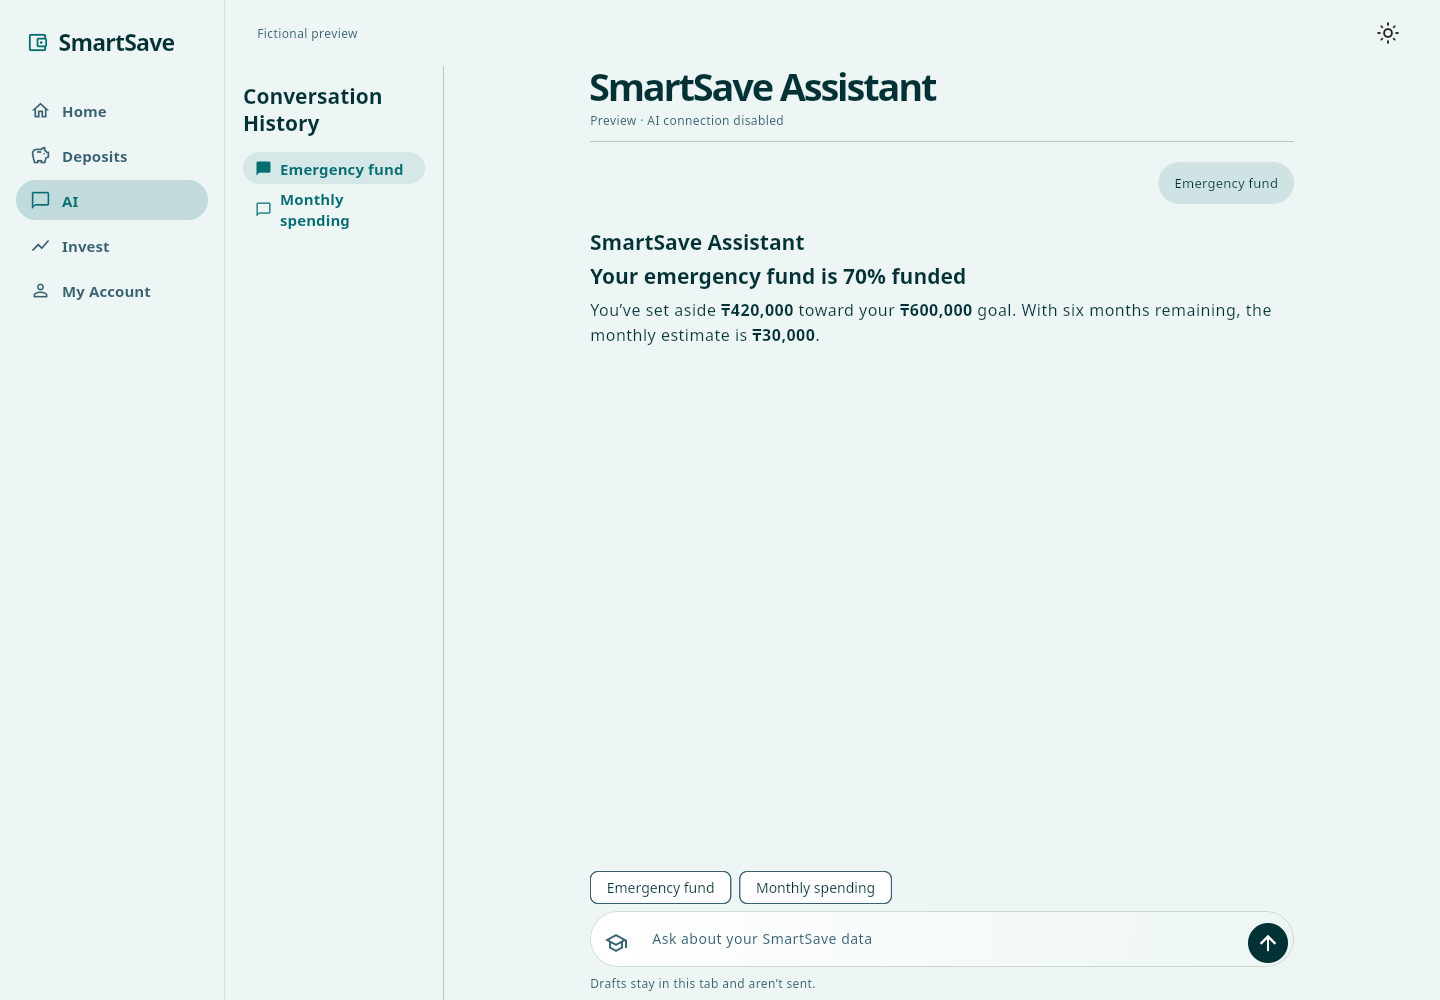 SmartSave
Home
Deposits
AI
Invest
My Account
Fictional preview
Conversation
History
Emergency fund
Monthly
spending
SmartSave Assistant
Preview · AI connection disabled
Emergency fund
SmartSave Assistant
Your emergency fund is 70% funded
You’ve set aside ₸420,000 toward your ₸600,000 goal. With six months remaining, the
monthly estimate is ₸30,000.
Emergency fund
Monthly spending
Ask about your SmartSave data
Drafts stay in this tab and aren’t sent.